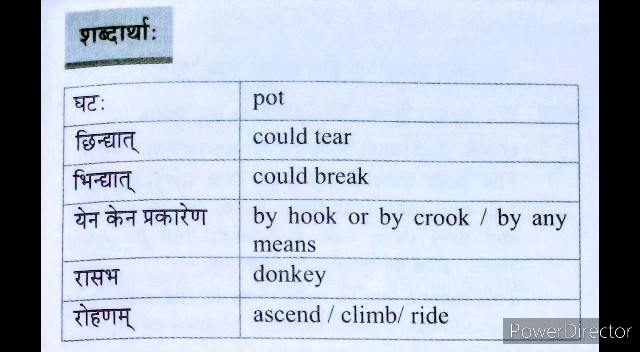 शब्दार्थाः
घटः pot
छिन्द्यात् could tear
भिन्द्यात् could break
येन केन प्रकारेण by hook or by crook / by any
means
रासभ donkey
रोहणम् ascend / climb/ ride
PowerDirector